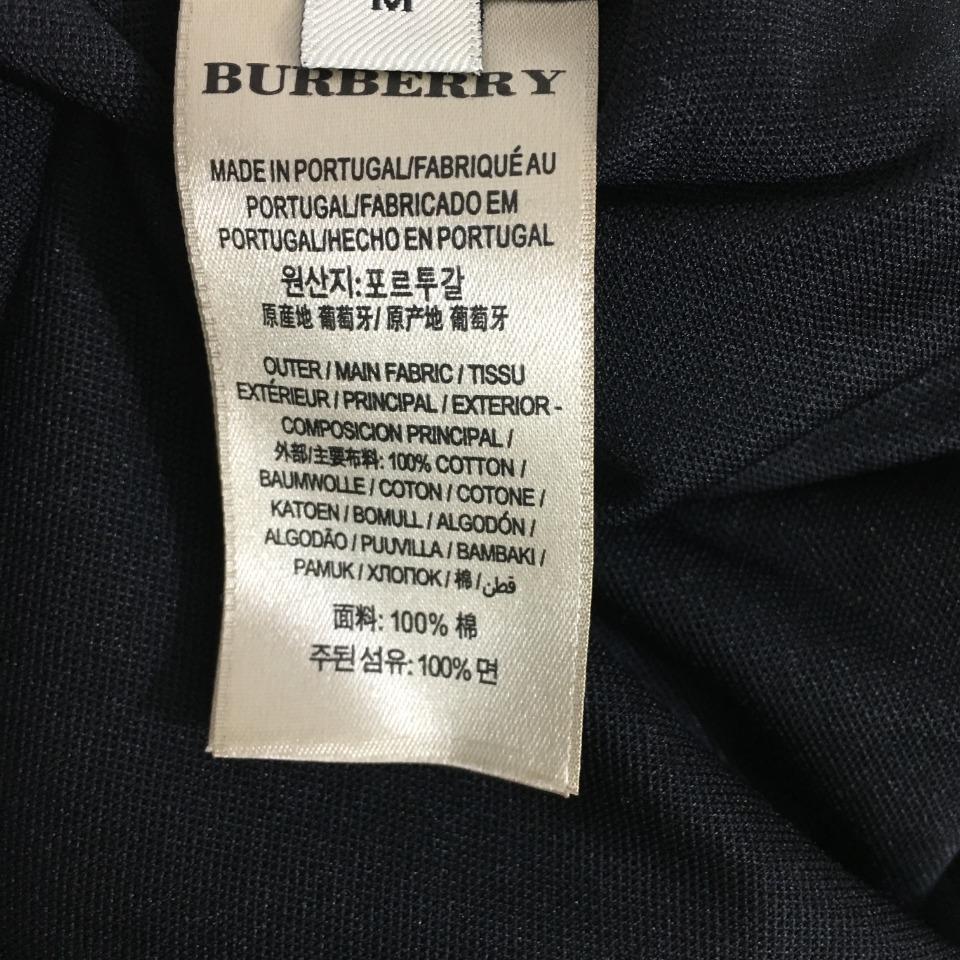 M
BURBERRY
MADE IN PORTUGAL/FABRIQUÉ AU
PORTUGAL/FABRICADO EM
PORTUGAL/HECHO EN PORTUGAL
원산지:포르투갈
原産地 葡萄牙/ 原产地 葡萄牙
OUTER / MAIN FABRIC / TISSU
EXTÉRIEUR / PRINCIPAL / EXTERIOR -
COMPOSICION PRINCIPAL /
外部/主要布料: 100% COTTON /
BAUMWOLLE / COTON / COTONE /
KATOEN / BOMULL / ALGODÓN /
ALGODÃO / PUUVILLA / BAMBAKI /
PAMUK / ХЛОПОК / 棉 / قطن
面料: 100% 棉
주된 섬유: 100% 면